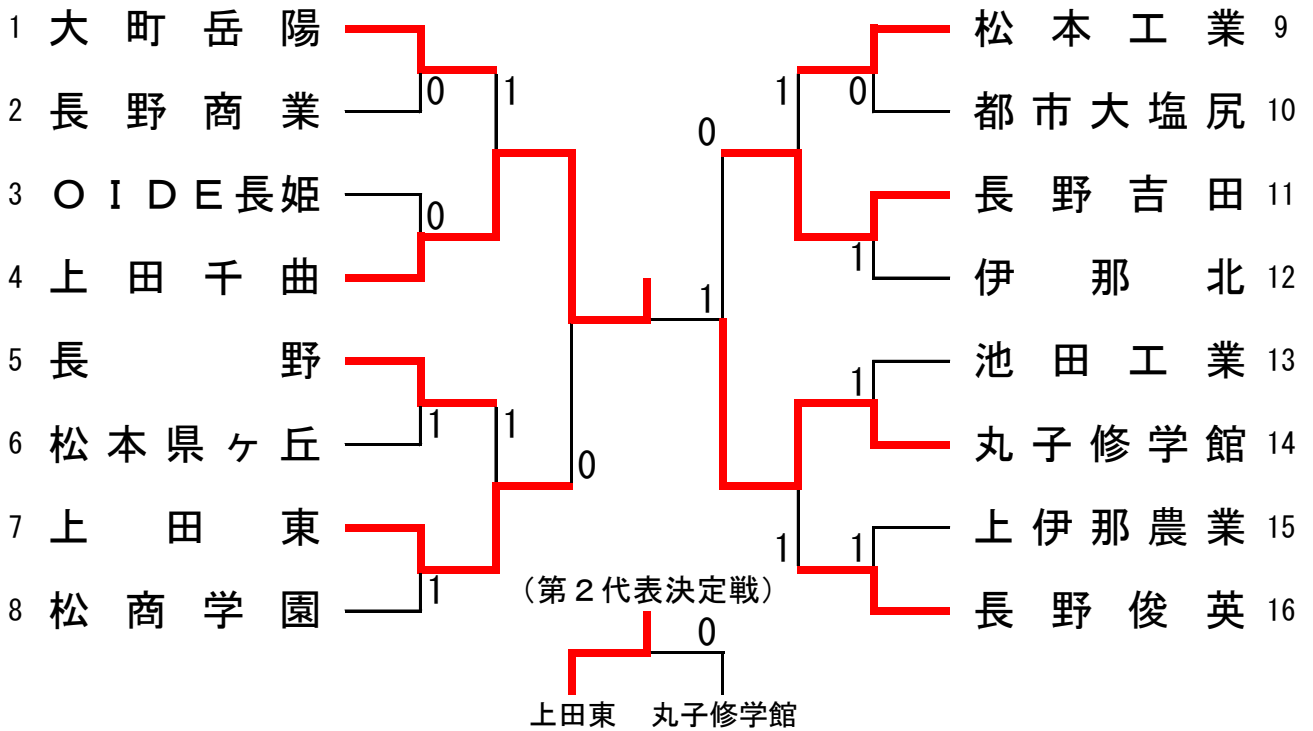 1 大町岳陽
2 長野商業
3 ＯＩＤＥ長姫
4 上田千曲
5 長野
6 松本県ヶ丘
7 上田東
8 松商学園
0
1
0
1
1
0
1
1
0
1
0
1
1
1
1
松本工業 9
都市大塩尻 10
長野吉田 11
伊那北 12
池田工業 13
丸子修学館 14
上伊那農業 15
長野俊英 16
（第２代表決定戦）
0
上田東 丸子修学館